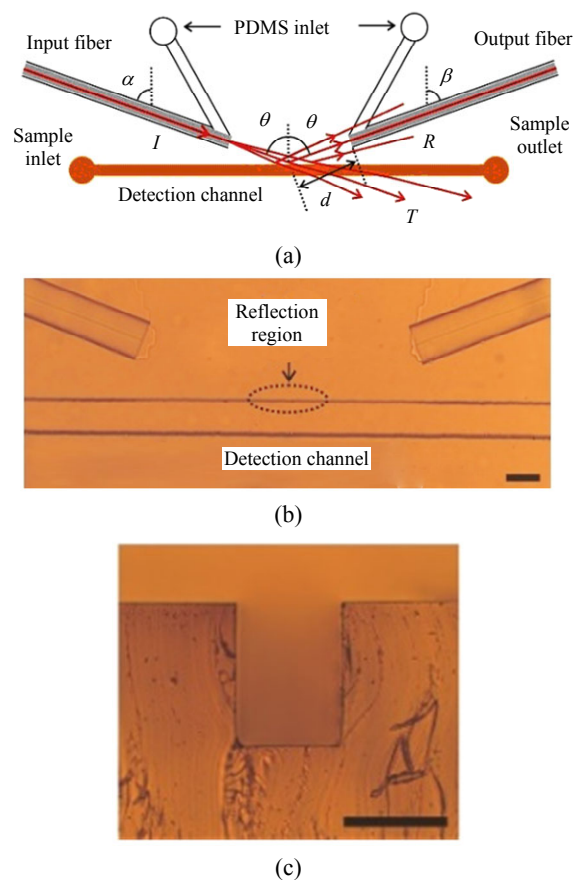 Input fiber
PDMS inlet
Output fiber
α
β
Sample
inlet
I
θ
θ
R
Sample
outlet
Detection channel
d
T
(a)
Reflection
region
Detection channel
(b)
(c)